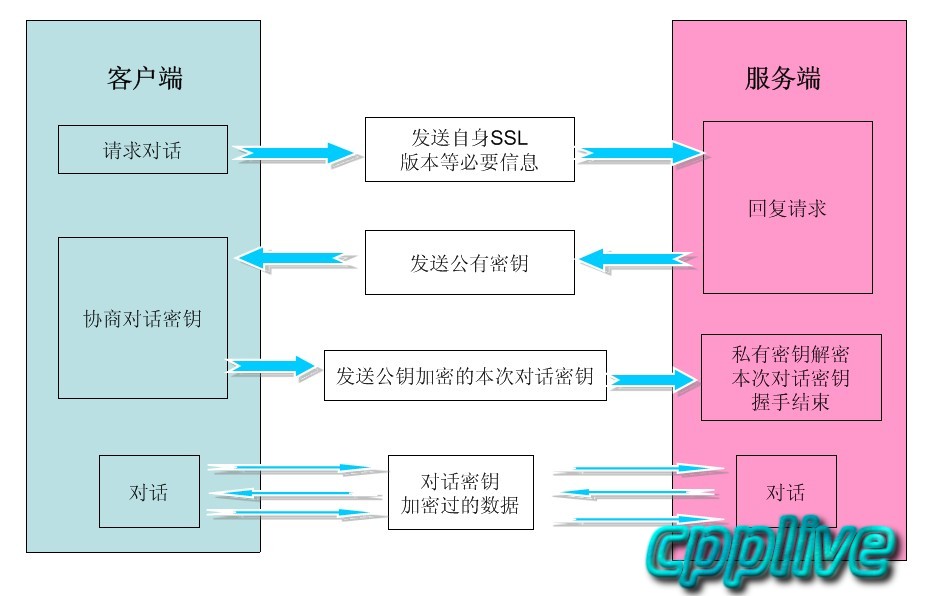 客户端
服务端
请求对话
发送自身SSL
版本等必要信息
回复请求
发送公有密钥
协商对话密钥
发送公钥加密的本次对话密钥
私有密钥解密
本次对话密钥
握手结束
对话
对话密钥
加密过的数据
对话
cpplive